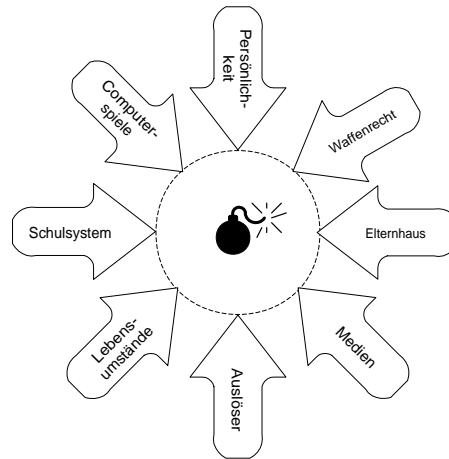 Persönlich-
keit
Waffenrecht
Elternhaus
Medien
Auslöser
Lebens-
umstände
Schulsystem
Computer-
spiele